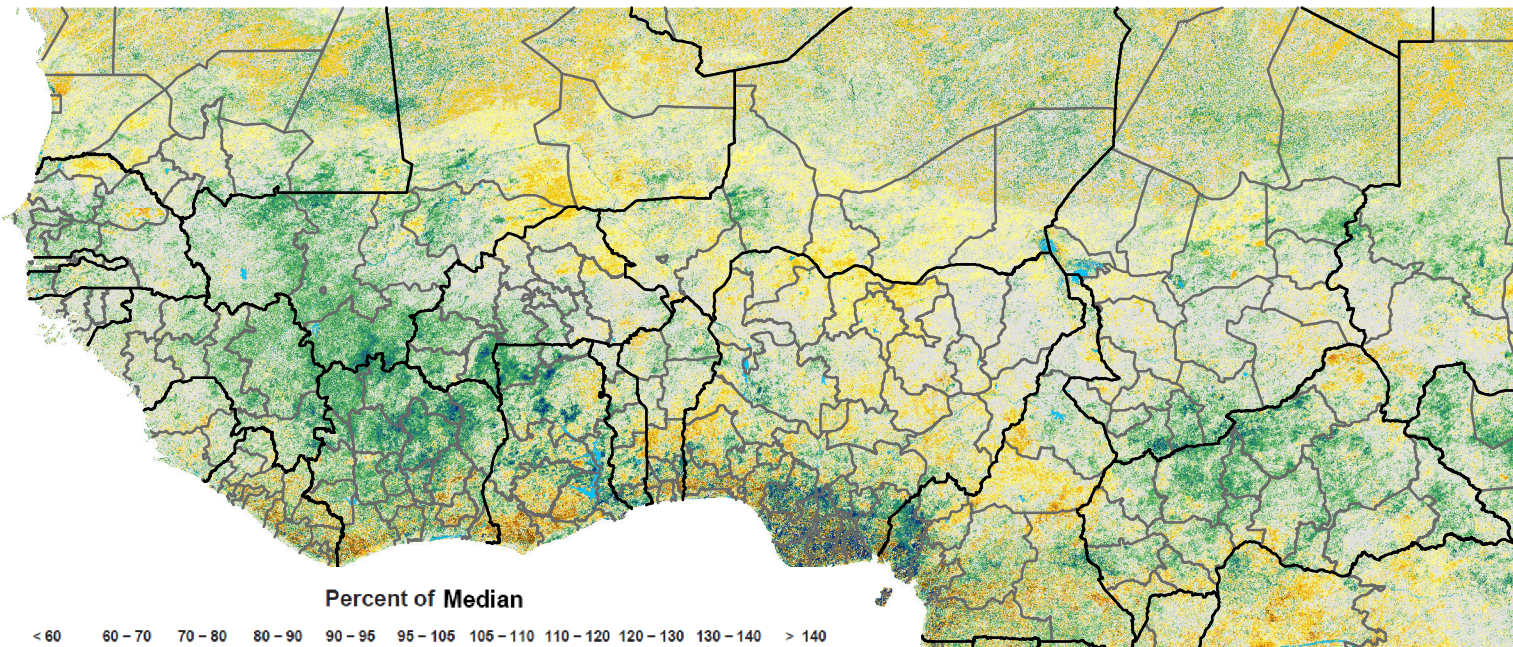 Percent of Median
< 60 60 – 70 70 – 80 80 – 90 90 – 95 95 – 105 105 – 110 110 – 120 120 – 130 130 – 140 > 140